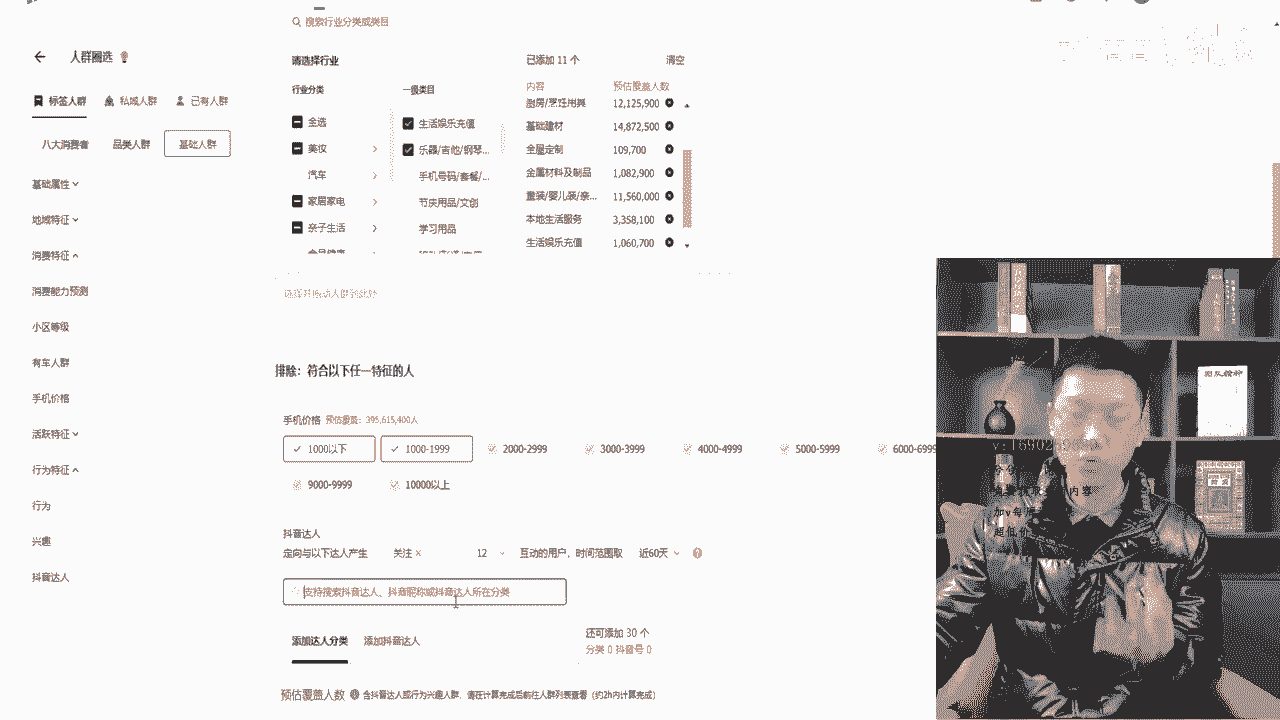 搜索行业分类或类目
人群圈选
请选择行业
已添加 11 个
清空
行业分类
一级类目
内容
预估覆盖人数
标签人群
私域人群
已有人群
厨房/烹饪用具
12,125,900
全选
生活娱乐充值
基础建材
14,872,500
八大消费者
品类人群
基础人群
美妆
乐器/吉他/钢琴...
全屋定制
109,700
汽车
手机号码/套餐/...
金属材料及制品
1,082,900
基础属性
家居家电
节庆用品/文创
童装/婴儿装/亲...
11,560,000
地域特征
亲子生活
学习用品
本地生活服务
3,358,100
消费特征
生活娱乐充值
1,060,700
消费能力预测
小区等级
有车人群
排除：符合以下任一特征的人
手机价格
手机价格
预估覆盖：395,615,400人
活跃特征
1000以下
1000-1999
2000-2999
3000-3999
4000-4999
5000-5999
6000-6999
行为特征
9000-9999
10000以上
行为
兴趣
抖音达人
定向与以下达人产生
关注 x
12
互动的用户，时间范围取
近60天
抖音达人
支持搜索抖音达人、抖音昵称或抖音达人所在分类
添加达人分类
添加抖音达人
还可添加 30 个
分类 0 抖音号 0
预估覆盖人数
含抖音达人或行为兴趣人群，请在计算完成后前往人群列表查看（约2h内计算完成）
团队精神